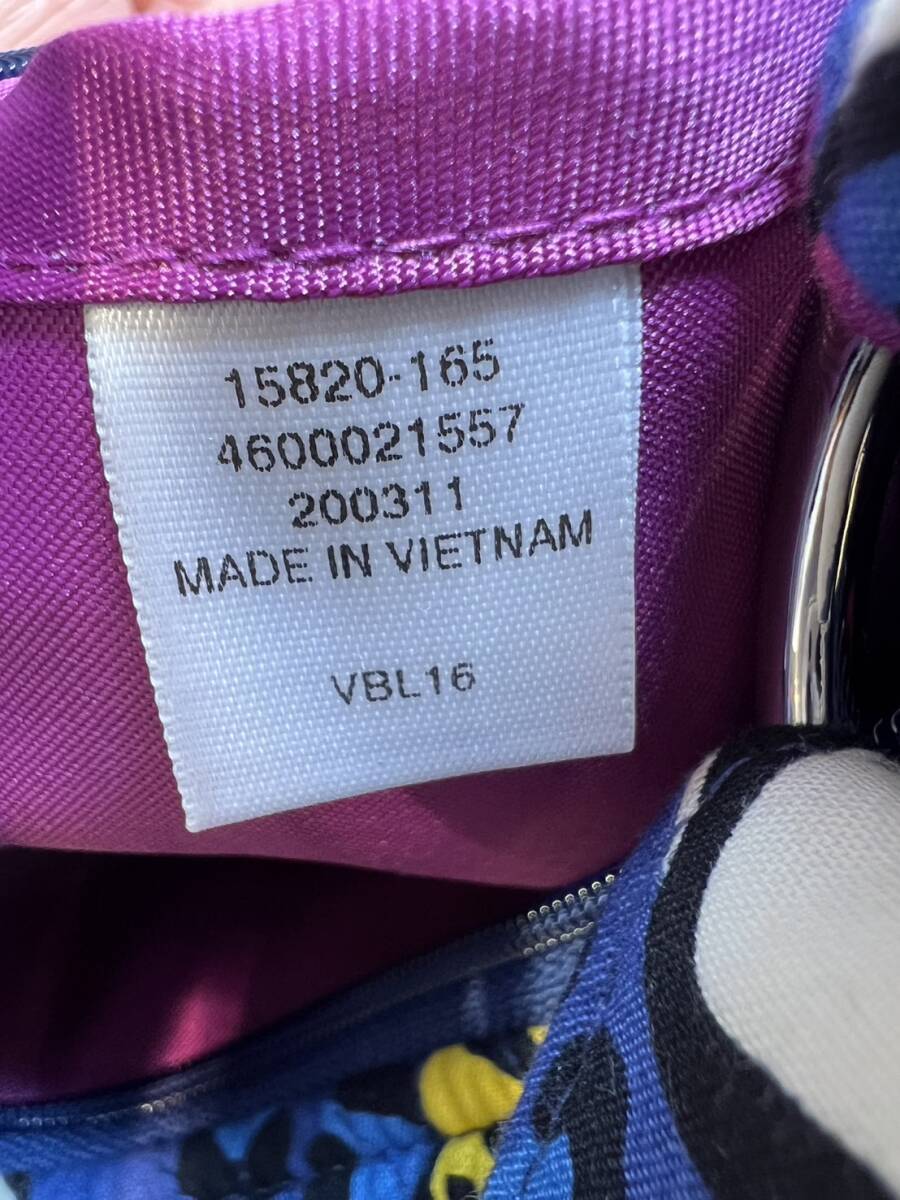 15820-165
4600021557
200311
MADE IN VIETNAM
VBL16